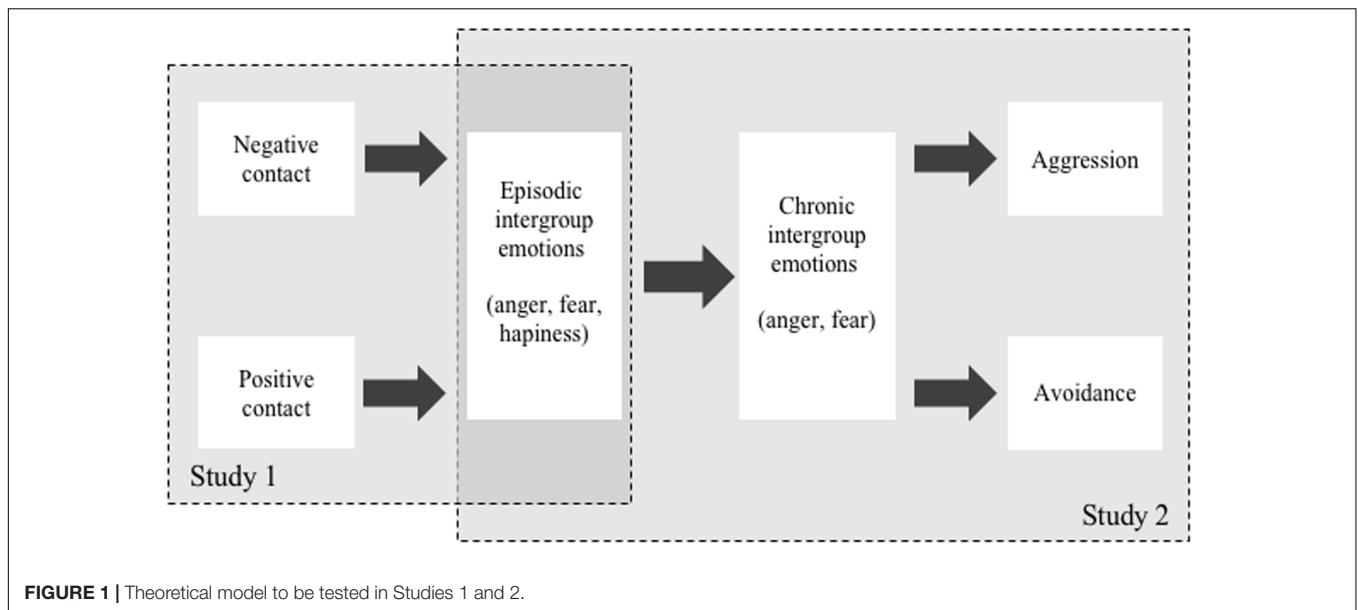 Negative
contact
Positive
contact
Study 1
Episodic
intergroup
emotions
(anger, fear,
hapiness)
Chronic
intergroup
emotions
(anger, fear)
Aggression
Avoidance
Study 2
FIGURE 1 | Theoretical model to be tested in Studies 1 and 2.